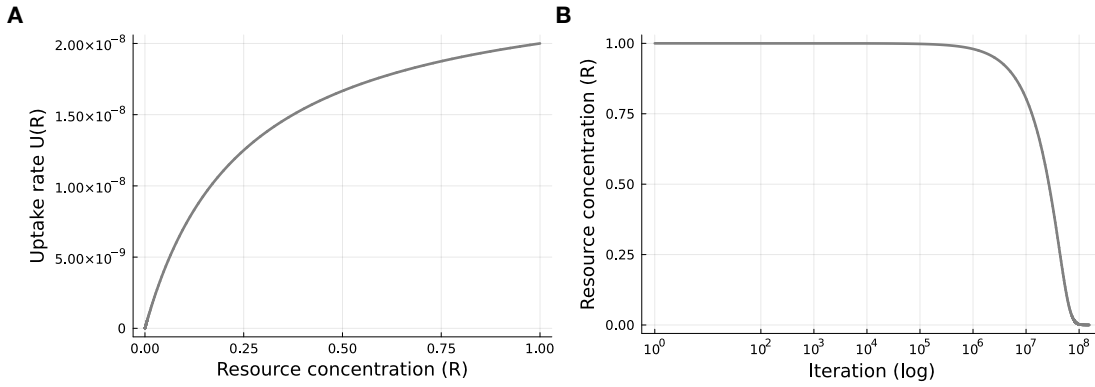 A
Uptake rate U(R)
2.00×10⁻⁸
1.50×10⁻⁸
1.00×10⁻⁸
5.00×10⁻⁹
0
0.00 0.25 0.50 0.75 1.00
Resource concentration (R)
B
Resource concentration (R)
1.00
0.75
0.50
0.25
0.00
10⁰ 10² 10³ 10⁴ 10⁵ 10⁶ 10⁷ 10⁸
Iteration (log)